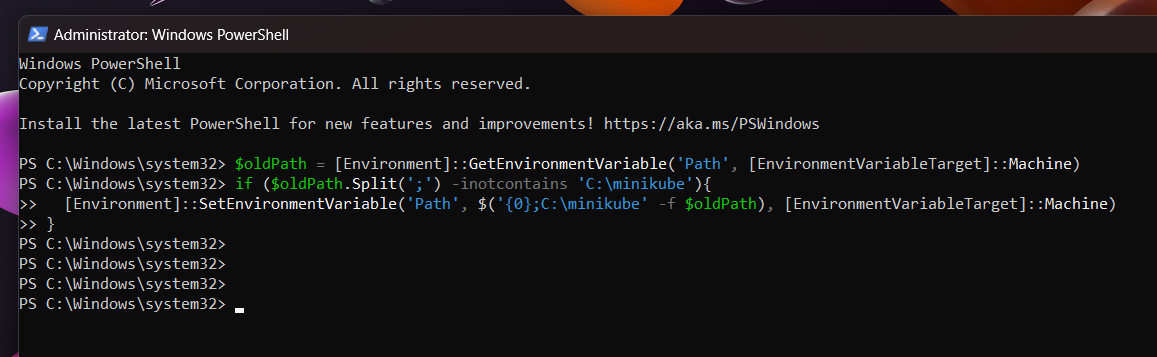 Administrator: Windows PowerShell
Windows PowerShell
Copyright (C) Microsoft Corporation. All rights reserved.
Install the latest PowerShell for new features and improvements! https://aka.ms/PSWindows
PS C:\Windows\system32> $oldPath = [Environment]::GetEnvironmentVariable('Path', [EnvironmentVariableTarget]::Machine)
PS C:\Windows\system32> if ($oldPath.Split(';') -inotcontains 'C:\minikube'){
>>   [Environment]::SetEnvironmentVariable('Path', $('{0};C:\minikube' -f $oldPath), [EnvironmentVariableTarget]::Machine)
>> }
PS C:\Windows\system32>
PS C:\Windows\system32>
PS C:\Windows\system32>
PS C:\Windows\system32>